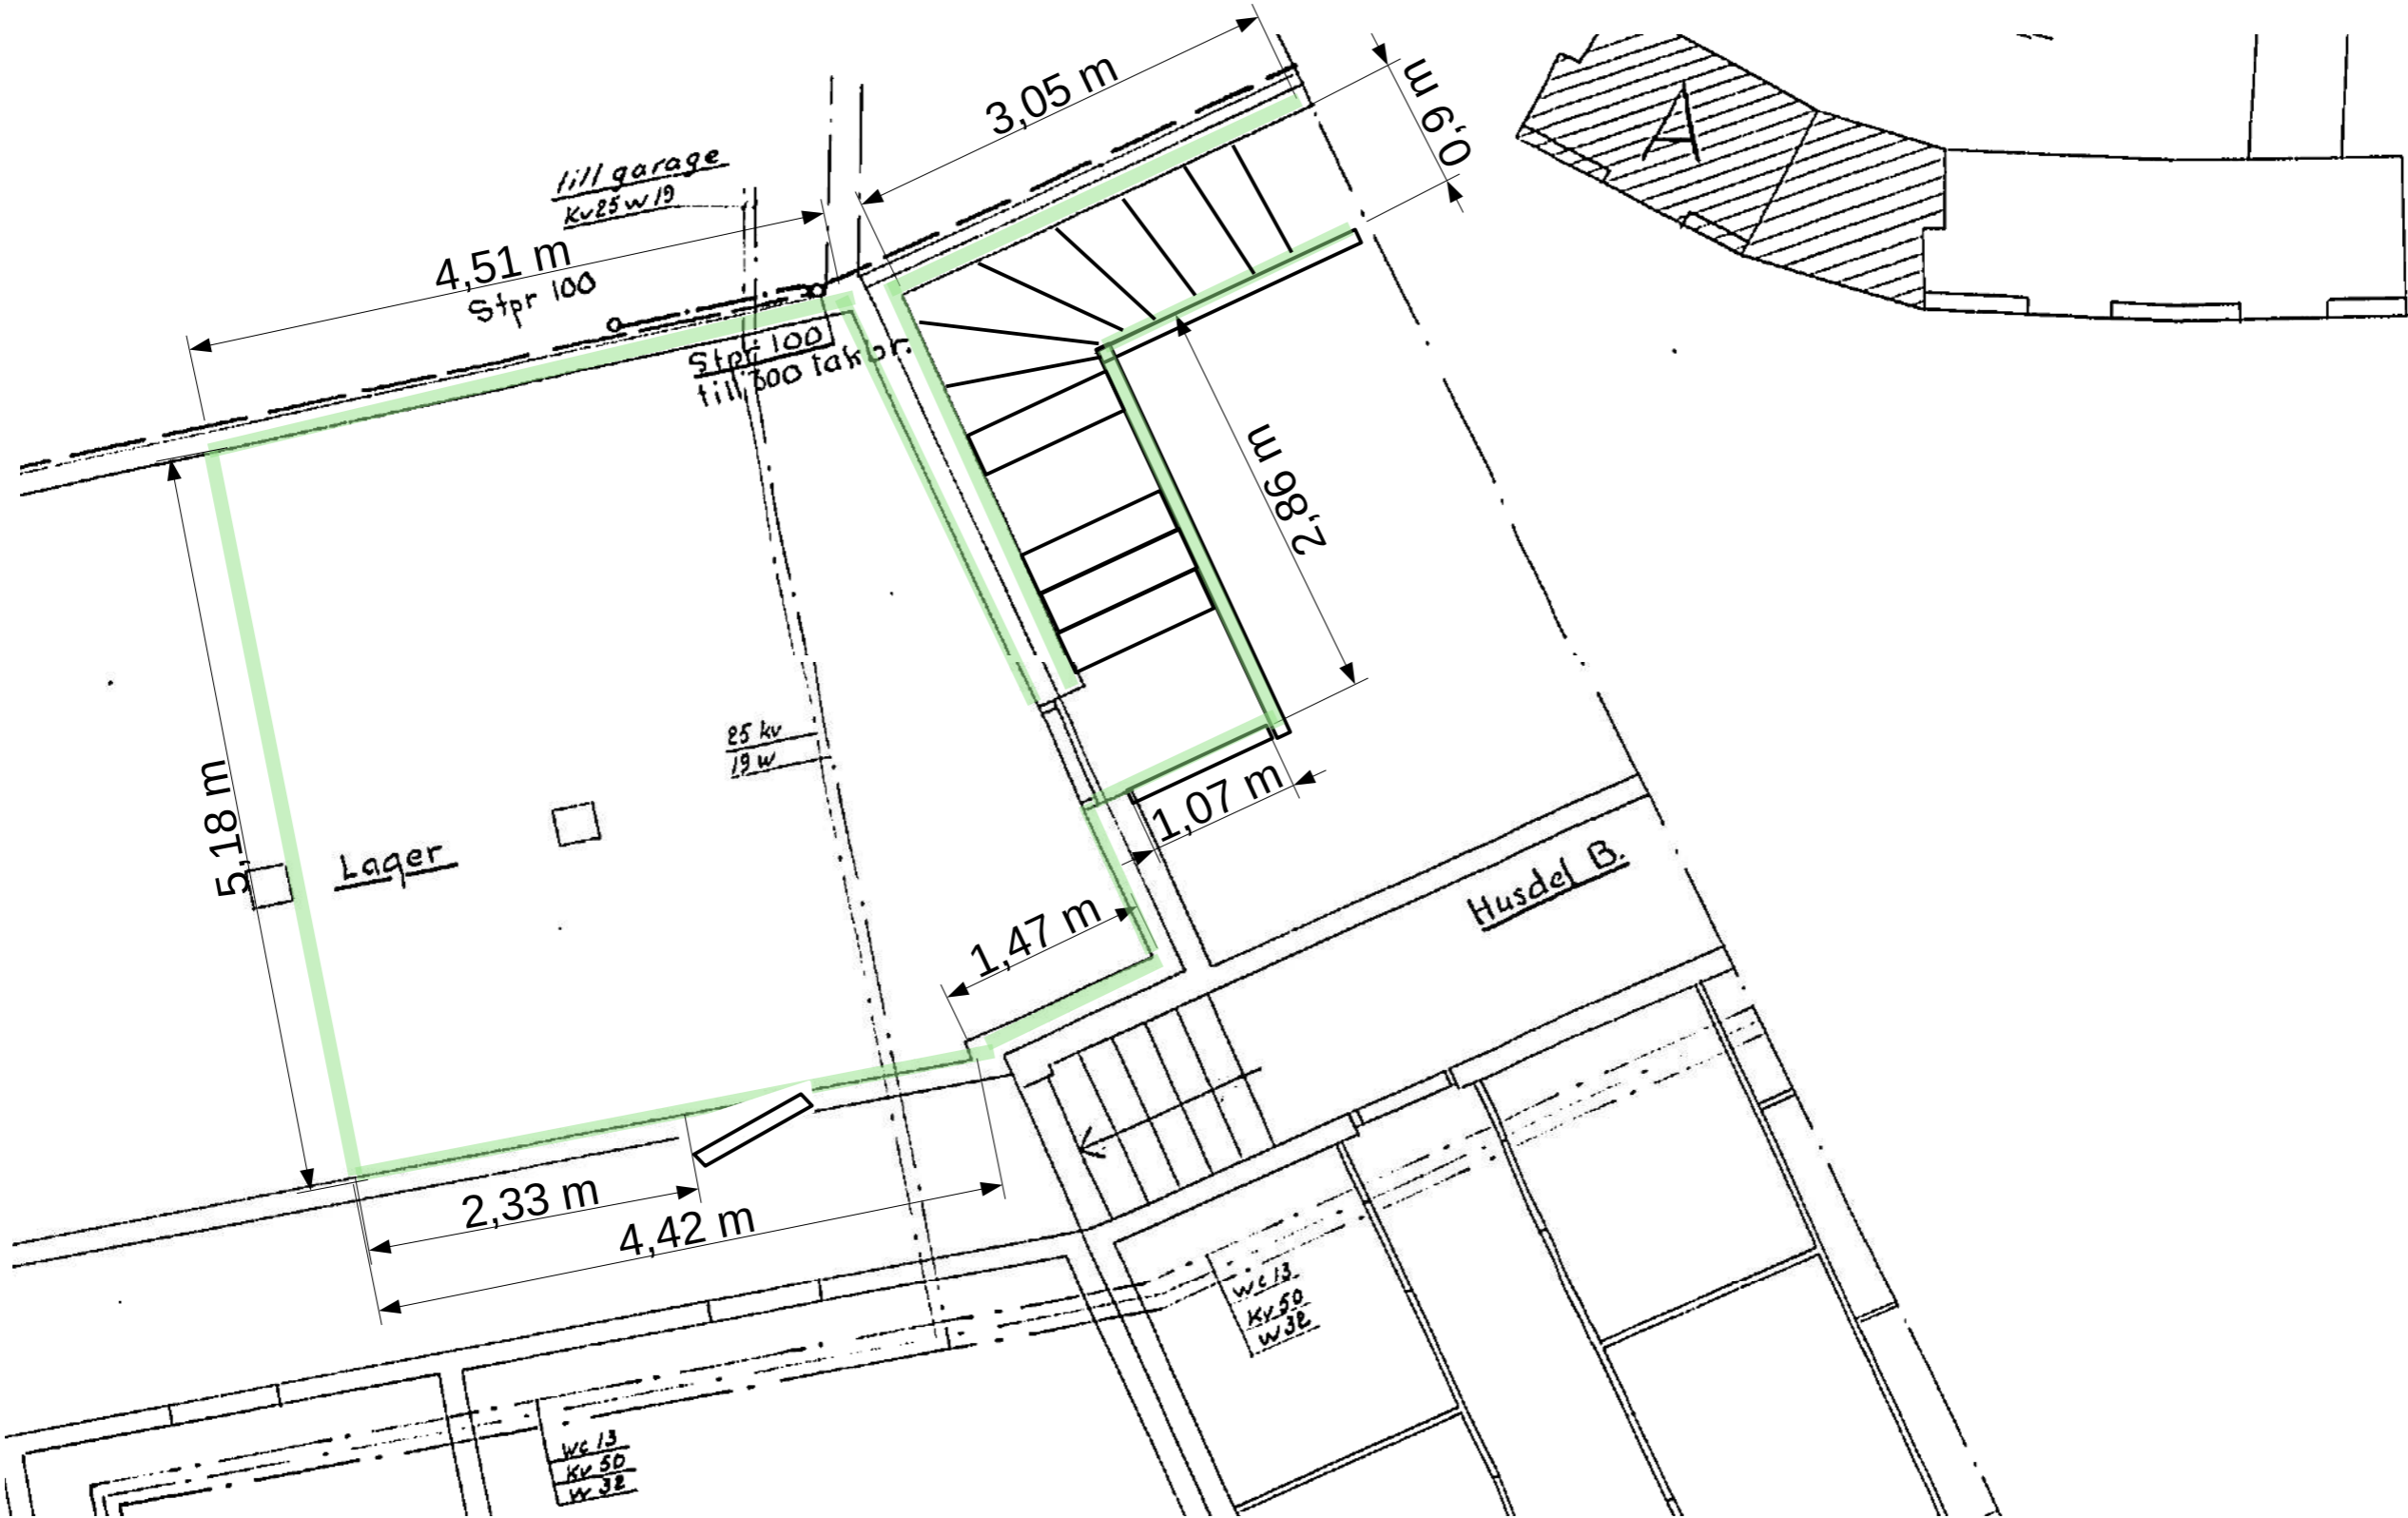 3,05 m
0,9 m
A
till garage
Kv25 w 19
4,51 m
Stpr 100
Stpr 100
till 300 takbr.
2,86 m
25 kv
19 w
5,18 m
Lager
1,07 m
1,47 m
Husdel B.
2,33 m
4,42 m
wc 13
Kv 50
W 32
Wc 13
Kv 50
W 32